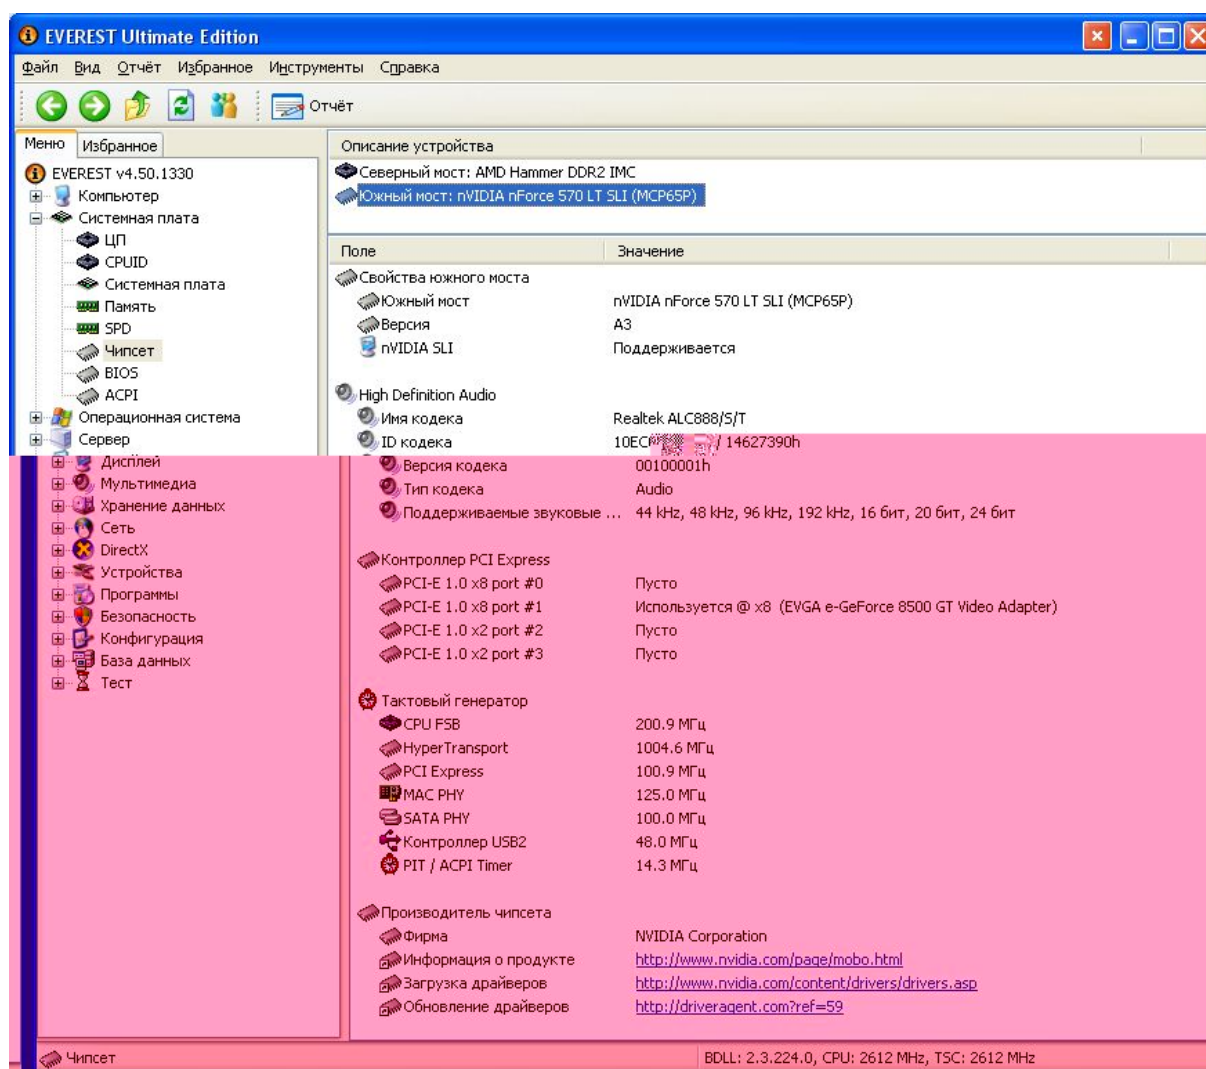 EVEREST Ultimate Edition
Файл Вид Отчёт Избранное Инструменты Справка
Отчёт
Меню Избранное
EVEREST v4.50.1330
Компьютер
Системная плата
ЦП
CPUID
Системная плата
Память
SPD
Чипсет
BIOS
ACPI
Операционная система
Сервер
Дисплей
Мультимедиа
Хранение данных
Сеть
DirectX
Устройства
Программы
Безопасность
Конфигурация
База данных
Тест
Описание устройства
Северный мост: AMD Hammer DDR2 IMC
Южный мост: nVIDIA nForce 570 LT SLI (MCP65P)
Поле Значение
Свойства южного моста
Южный мост nVIDIA nForce 570 LT SLI (MCP65P)
Версия A3
nVIDIA SLI Поддерживается
High Definition Audio
Имя кодека Realtek ALC888/S/T
ID кодека / 14627390h
Версия кодека 00100001h
Тип кодека Audio
Поддерживаемые звуковые ... 44 kHz, 48 kHz, 96 kHz, 192 kHz, 16 бит, 20 бит, 24 бит
Контроллер PCI Express
PCI-E 1.0 x8 port #0 Пусто
PCI-E 1.0 x8 port #1 Используется @ x8 (EVGA e-GeForce 8500 GT Video Adapter)
PCI-E 1.0 x2 port #2 Пусто
PCI-E 1.0 x2 port #3 Пусто
Тактовый генератор
CPU FSB 200.9 МГц
HyperTransport 1004.6 МГц
PCI Express 100.9 МГц
MAC PHY 125.0 МГц
SATA PHY 100.0 МГц
Контроллер USB2 48.0 МГц
PIT / ACPI Timer 14.3 МГц
Производитель чипсета
Фирма NVIDIA Corporation
Информация о продукте http://www.nvidia.com/page/mobo.html
Загрузка драйверов http://www.nvidia.com/content/drivers/drivers.asp
Обновление драйверов http://driveragent.com?ref=59
Чипсет BDLL: 2.3.224.0, CPU: 2612 MHz, TSC: 2612 MHz